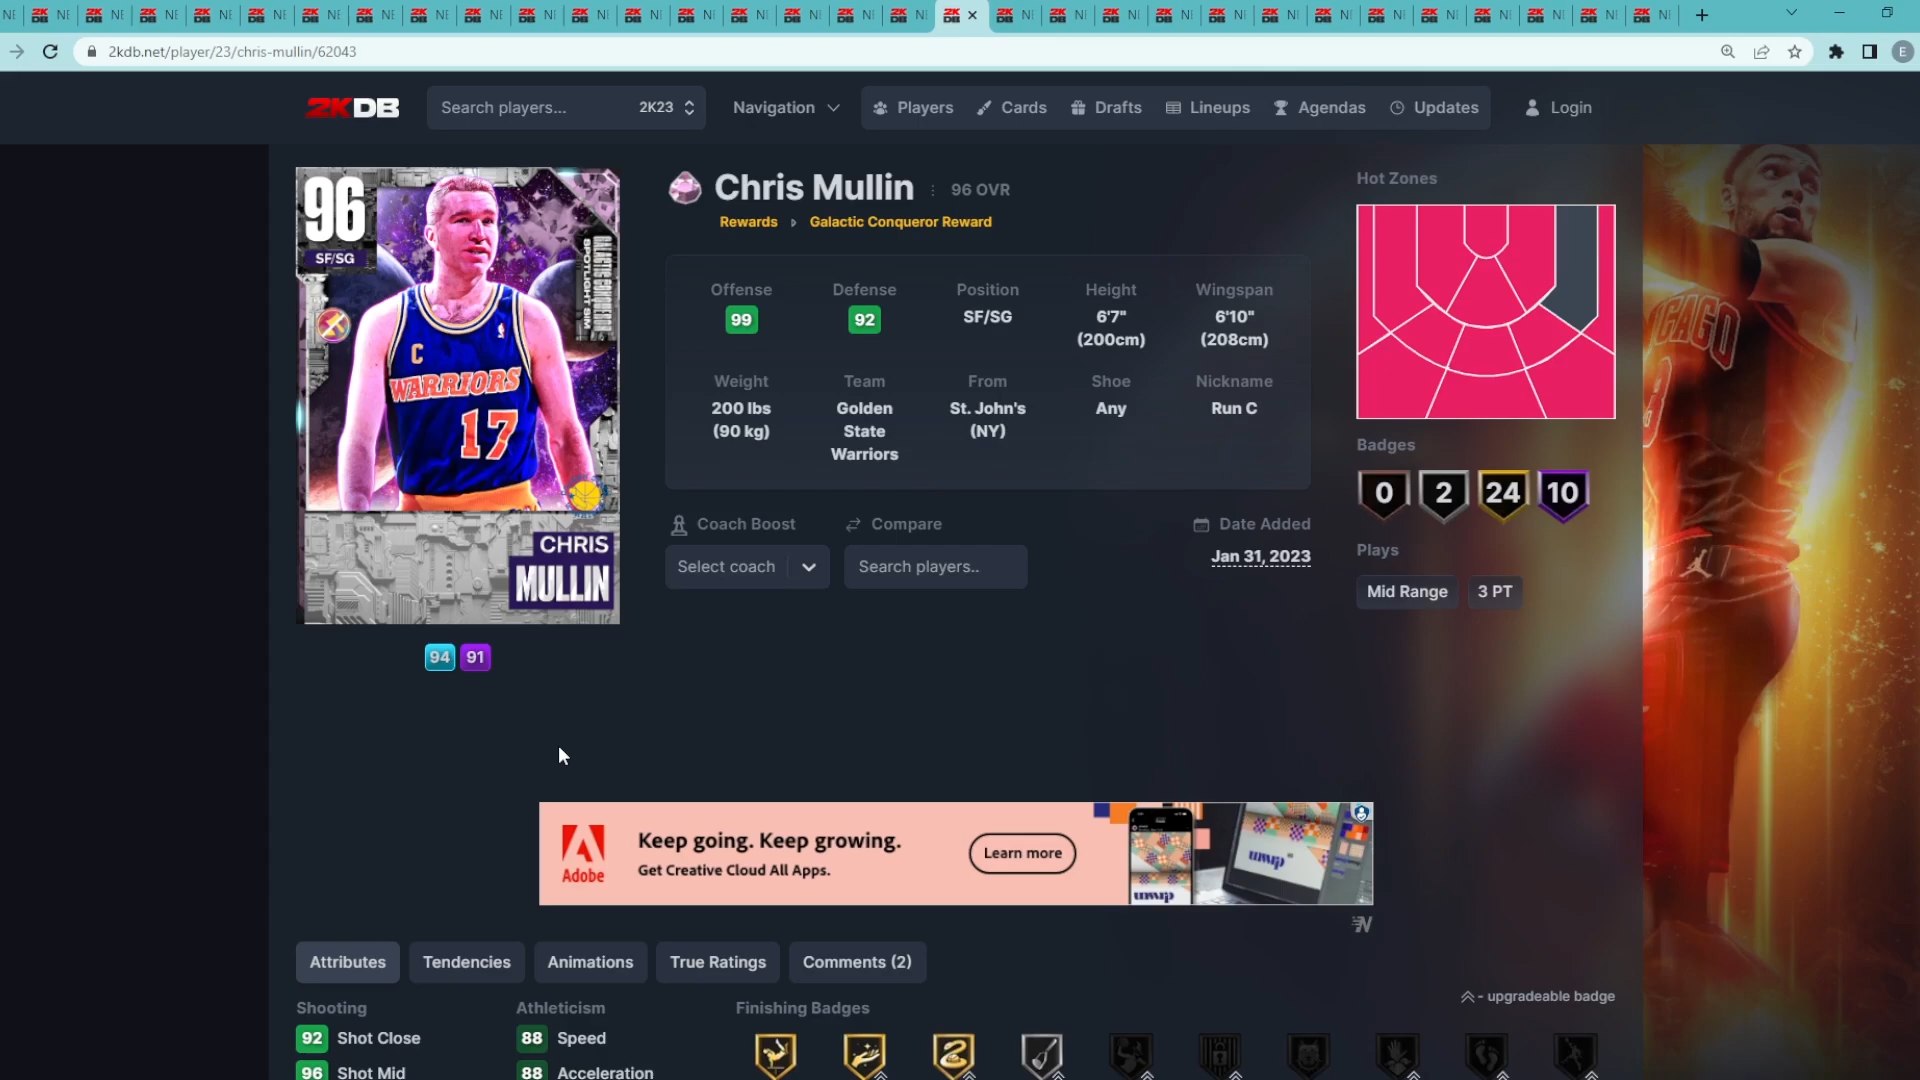 2kdb.net/player/23/chris-mullin/62043
E
2KDB
Search players...
2K23
Navigation
Players
Cards
Drafts
Lineups
Agendas
Updates
Login
96
SF/SG
GALACTIC CONQUEROR
SPOTLIGHT SIM
C
WARRIORS
17
CHRIS
MULLIN
94 91
Chris Mullin : 96 OVR
Rewards Galactic Conqueror Reward
Offense Defense Position Height Wingspan
99 92 SF/SG 6'7" 6'10"
(200cm) (208cm)
Weight Team From Shoe Nickname
200 lbs Golden St. John's Any Run C
(90 kg) State (NY)
Warriors
Coach Boost Compare Date Added
Select coach Search players.. Jan 31, 2023
Hot Zones
Badges
0 2 24 10
Plays
Mid Range 3 PT
Adobe
Keep going. Keep growing.
Get Creative Cloud All Apps.
Learn more
unwrp
unwrp
Attributes Tendencies Animations True Ratings Comments (2)
- upgradeable badge
Shooting Athleticism Finishing Badges
92 Shot Close 88 Speed
96 Shot Mid 88 Acceleration